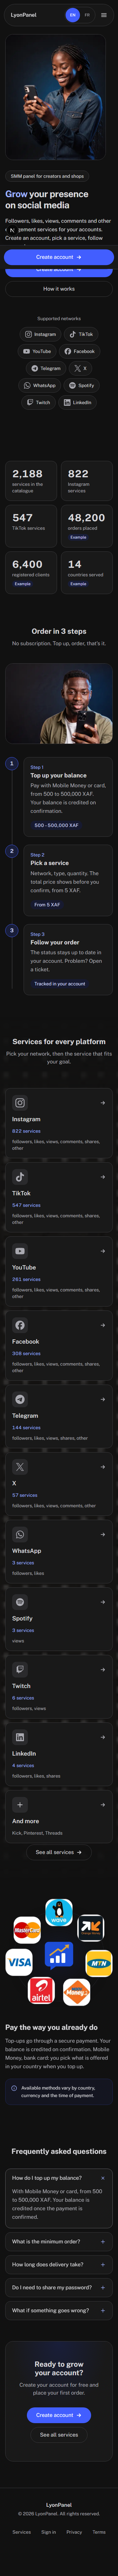 LyonPanel
EN
FR
SMM panel for creators and shops
Grow your presence
on social media
Followers, likes, views, comments and other
payment services for your accounts.
Create an account, pick a service, follow
Create account →
Create account →
How it works
Supported networks
Instagram
TikTok
YouTube
Facebook
Telegram
X
WhatsApp
Spotify
Twitch
LinkedIn
2,188
services in the
catalogue
822
Instagram
services
547
TikTok services
48,200
orders placed
Example
6,400
registered clients
Example
14
countries served
Example
Order in 3 steps
No subscription. Top up, order, that's it.
1
Step 1
Top up your balance
Pay with Mobile Money or card,
from 500 to 500,000 XAF.
Your balance is credited on
confirmation.
500 – 500,000 XAF
2
Step 2
Pick a service
Network, type, quantity. The
total price shows before you
confirm, from 5 XAF.
From 5 XAF
3
Step 3
Follow your order
The status stays up to date in
your account. Problem? Open
a ticket.
Tracked in your account
Services for every platform
Pick your network, then the service that fits
your goal.
Instagram
822 services
followers, likes, views, comments, shares,
other
TikTok
547 services
followers, likes, views, comments, shares,
other
YouTube
261 services
followers, likes, views, comments, shares,
other
Facebook
308 services
followers, likes, views, comments, shares,
other
Telegram
144 services
followers, likes, views, shares, other
X
57 services
followers, likes, views, comments, other
WhatsApp
3 services
followers, likes
Spotify
3 services
views
Twitch
8 services
followers, views
LinkedIn
4 services
followers, likes, shares
And more
Kick, Pinterest, Threads
See all services →
wave
MasterCard
Orange Money
VISA
MTN
airtel
Pay the way you already do
Top-ups go through a secure payment. Your
balance is credited on confirmation. Mobile
Money, bank card: you pick what is offered
in your country when you top up.
Available methods vary by country,
currency and the time of payment.
Frequently asked questions
How do I top up my balance?
With Mobile Money or card, from 500
to 500,000 XAF. Your balance is
credited once the payment is
confirmed.
What is the minimum order?
How long does delivery take?
Do I need to share my password?
What if something goes wrong?
Ready to grow
your account?
Create your account for free and
place your first order.
Create account →
See all services
LyonPanel
© 2026 LyonPanel. All rights reserved.
Services
Sign in
Privacy
Terms